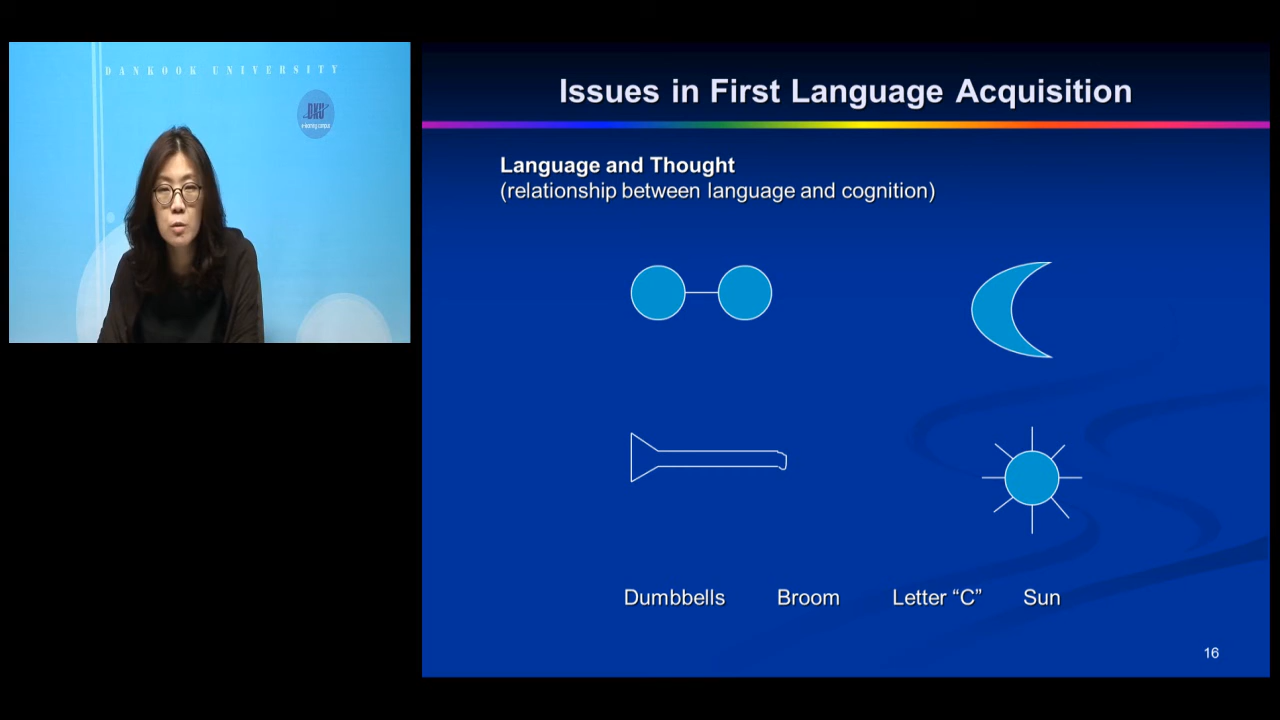 DANKOOK UNIVERSITY
DKU
Issues in First Language Acquisition
Language and Thought
(relationship between language and cognition)
Dumbbells Broom Letter “C” Sun
16